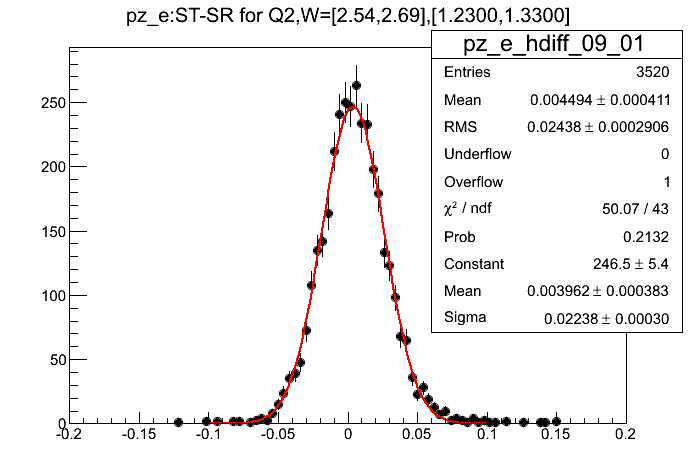 pz_e:ST-SR for Q2,W=[2.54,2.69],[1.2300,1.3300]
pz_e_hdiff_09_01
Entries 3520
Mean 0.004494 ± 0.000411
RMS 0.02438 ± 0.0002906
Underflow 0
Overflow 1
χ² / ndf 50.07 / 43
Prob 0.2132
Constant 246.5 ± 5.4
Mean 0.003962 ± 0.000383
Sigma 0.02238 ± 0.00030
250
200
150
100
50
0
-0.2 -0.15 -0.1 -0.05 0 0.05 0.1 0.15 0.2